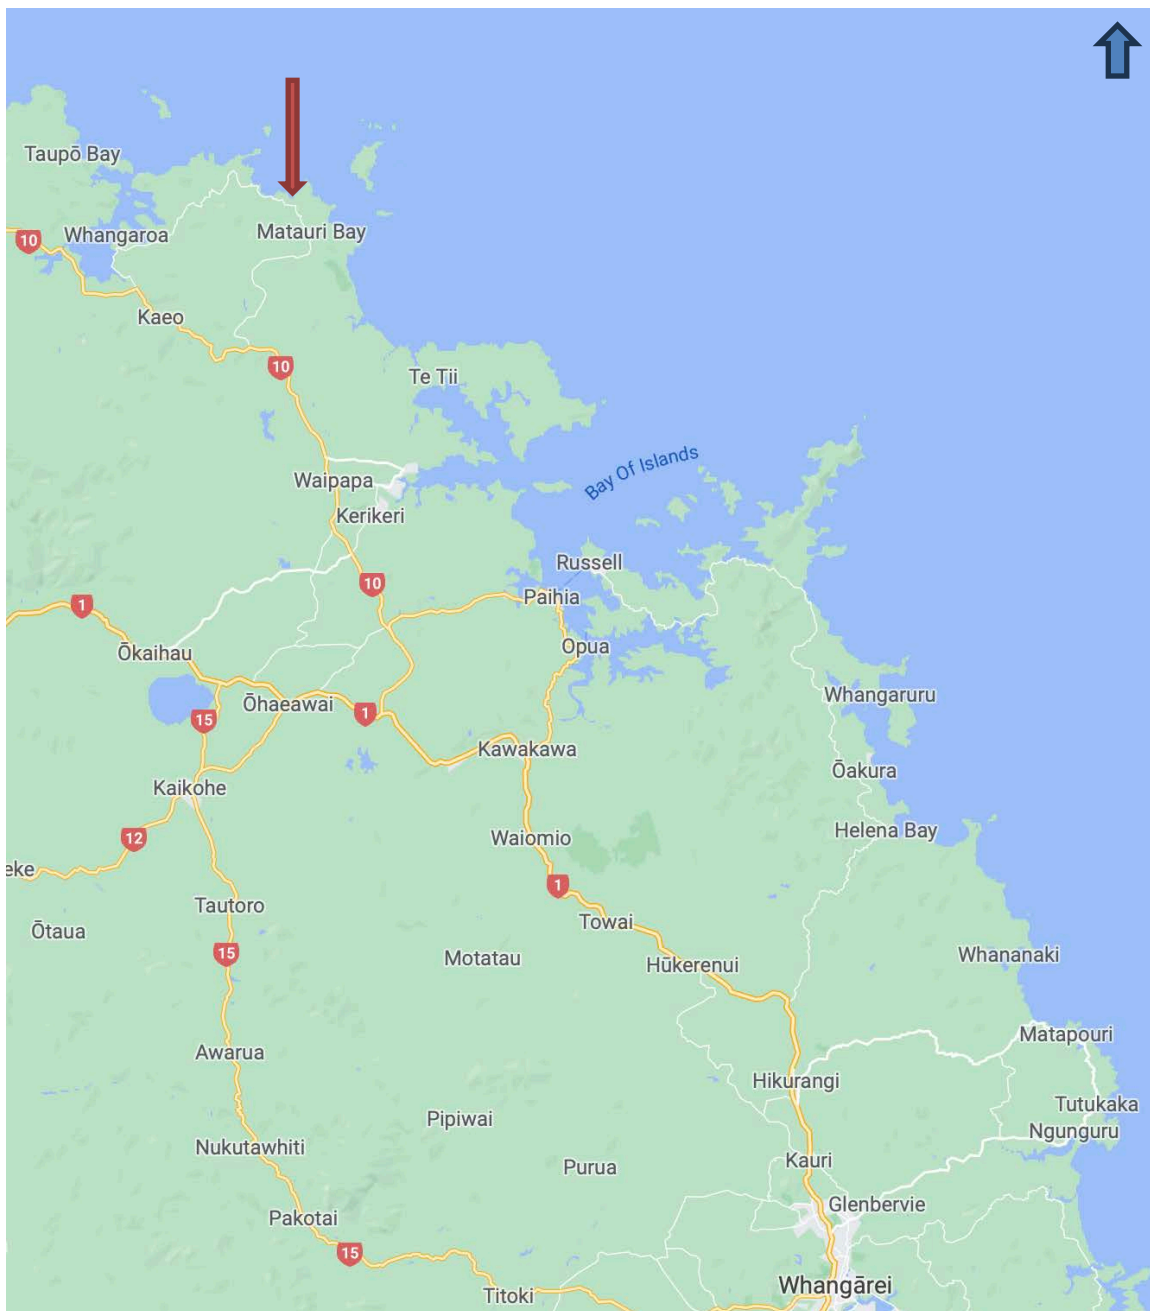 Taupō Bay
Whangaroa
Matauri Bay
10
Kaeo
10
Te Tii
Bay Of Islands
Waipapa
Kerikeri
Russell
10
Paihia
1
Opua
Ōkaihau
Whangaruru
Ōhaeawai
1
15
Kawakawa
Ōakura
Kaikohe
Helena Bay
12
Waiomio
eke
1
Tautoro
Towai
Ōtaua
15
Motatau
Hūkerenui
Whananaki
Matapouri
Awarua
Hikurangi
Tutukaka
Pipiwai
Ngunguru
Nukutawhiti
Kauri
Purua
Glenbervie
Pakotai
15
Whangārei
Titoki